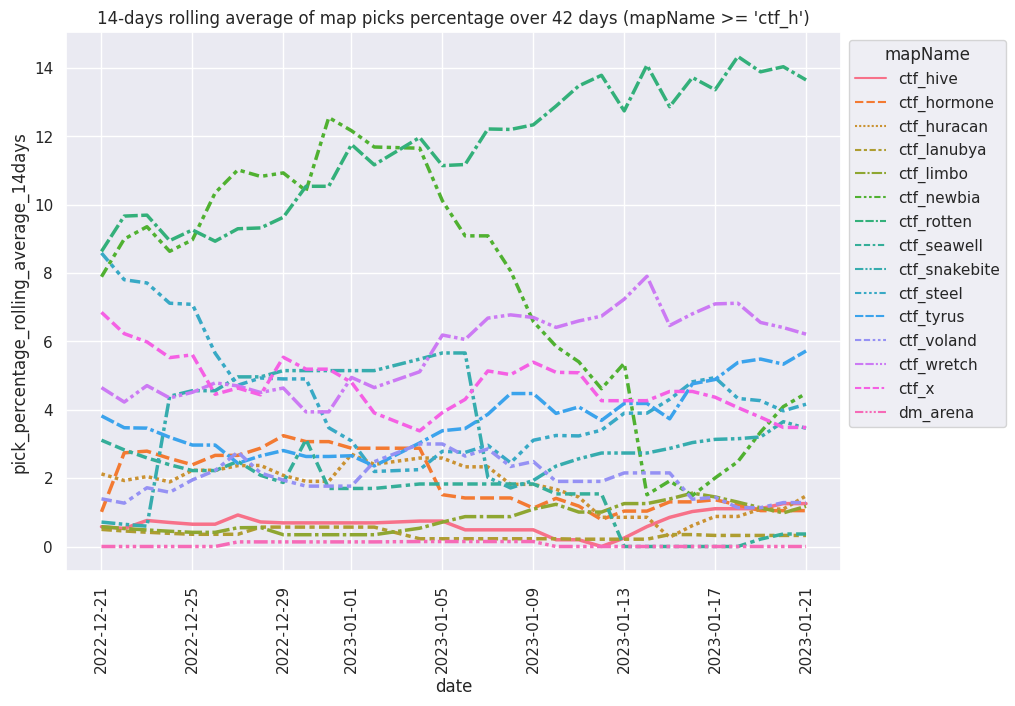 14-days rolling average of map picks percentage over 42 days (mapName >= 'ctf_h')
pick_percentage_rolling_average_14days
14
12
10
8
6
4
2
0
2022-12-21
2022-12-25
2022-12-29
2023-01-01
2023-01-05
2023-01-09
2023-01-13
2023-01-17
2023-01-21
date
mapName
ctf_hive
ctf_hormone
ctf_huracan
ctf_lanubya
ctf_limbo
ctf_newbia
ctf_rotten
ctf_seawell
ctf_snakebite
ctf_steel
ctf_tyrus
ctf_voland
ctf_wretch
ctf_x
dm_arena